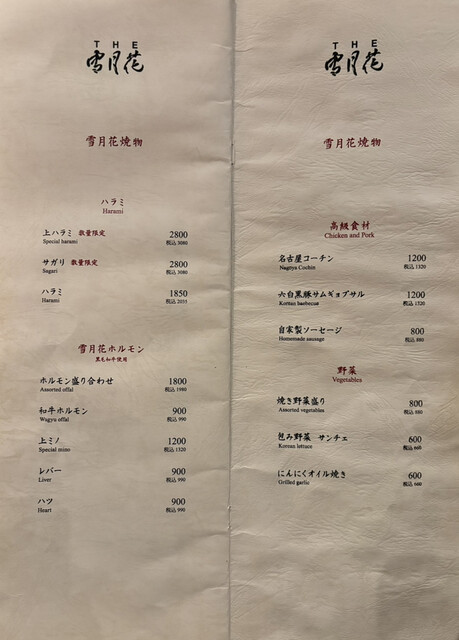 THE
雪月花
雪月花焼物
ハラミ
Harami
上ハラミ 数量限定 2800
Special harami 税込 3080
サガリ 数量限定 2800
Sagari 税込 3080
ハラミ 1850
Harami 税込 2035
雪月花ホルモン
黒毛和牛使用
ホルモン盛り合わせ 1800
Assorted offal 税込 1980
和牛ホルモン 900
Wagyu offal 税込 990
上ミノ 1200
Special mino 税込 1320
レバー 900
Liver 税込 990
ハツ 900
Heart 税込 990
THE
雪月花
雪月花焼物
高級食材
Chicken and Pork
名古屋コーチン 1200
Nagoya Cochin 税込 1320
六白黒豚サムギョプサル 1200
Korean barbecue 税込 1320
自家製ソーセージ 800
Homemade sausage 税込 880
野菜
Vegetables
焼き野菜盛り 800
Assorted vegetables 税込 880
包み野菜 サンチェ 600
Korean lettuce 税込 660
にんにくオイル焼き 600
Grilled garlic 税込 660